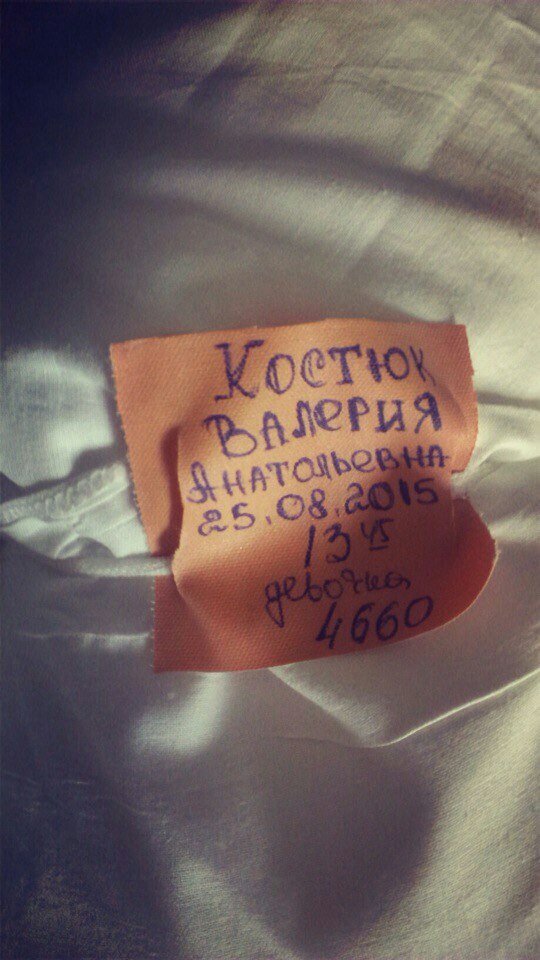 Костюк
Валерия
Анатольевна
25.08.2015
13 45
девочка
4660